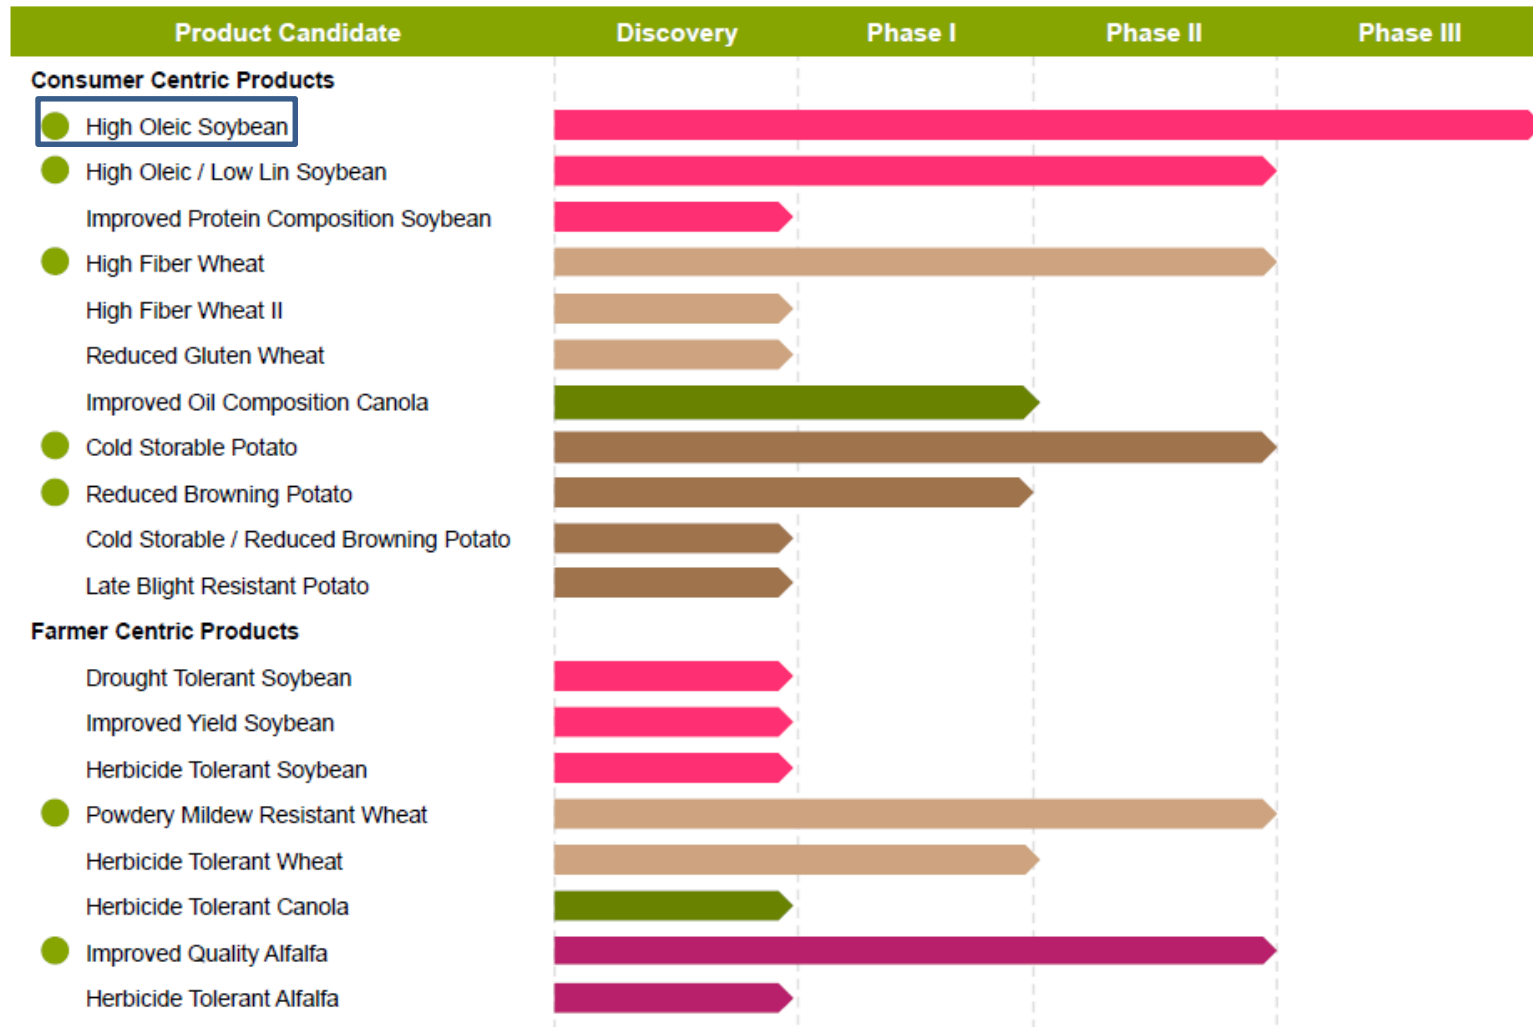 Product Candidate Discovery Phase I Phase II Phase III
Consumer Centric Products
High Oleic Soybean
High Oleic / Low Lin Soybean
Improved Protein Composition Soybean
High Fiber Wheat
High Fiber Wheat II
Reduced Gluten Wheat
Improved Oil Composition Canola
Cold Storable Potato
Reduced Browning Potato
Cold Storable / Reduced Browning Potato
Late Blight Resistant Potato
Farmer Centric Products
Drought Tolerant Soybean
Improved Yield Soybean
Herbicide Tolerant Soybean
Powdery Mildew Resistant Wheat
Herbicide Tolerant Wheat
Herbicide Tolerant Canola
Improved Quality Alfalfa
Herbicide Tolerant Alfalfa